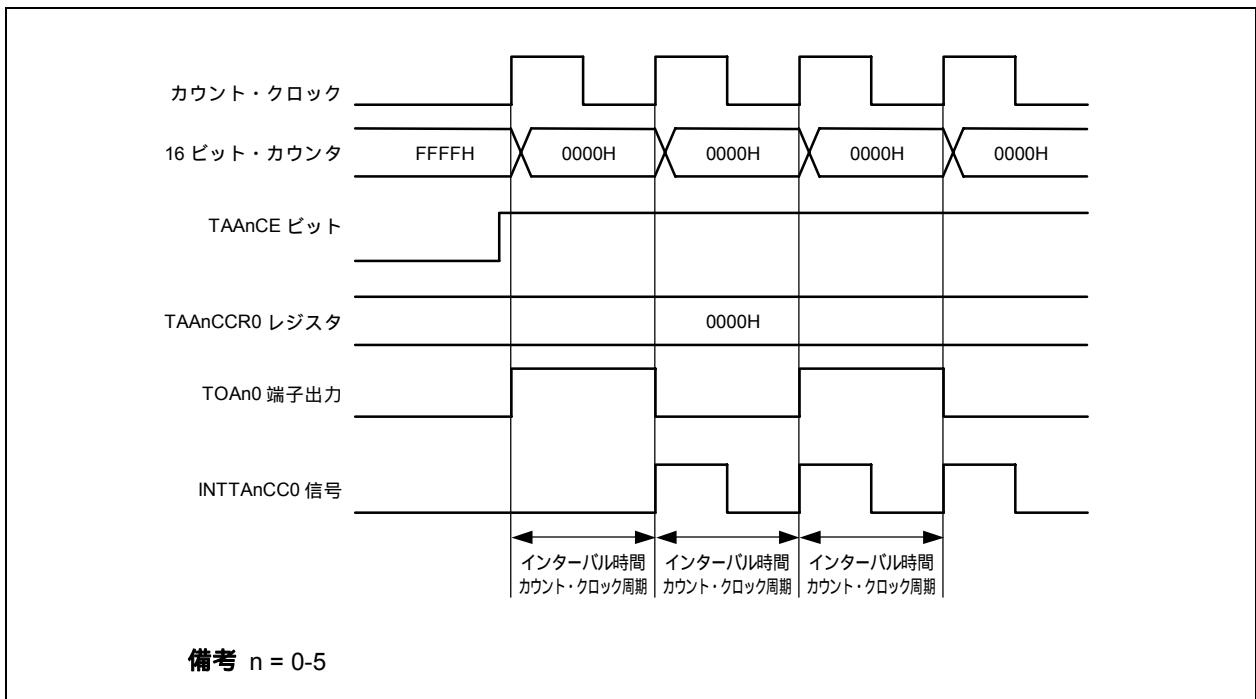 カウント・クロック
16 ビット・カウンタ FFFFH 0000H 0000H 0000H 0000H
TAAnCE ビット
TAAnCCR0 レジスタ 0000H
TOAn0 端子出力
INTTAnCC0 信号
インターバル時間 インターバル時間 インターバル時間
カウント・クロック周期 カウント・クロック周期 カウント・クロック周期
備考 n = 0-5